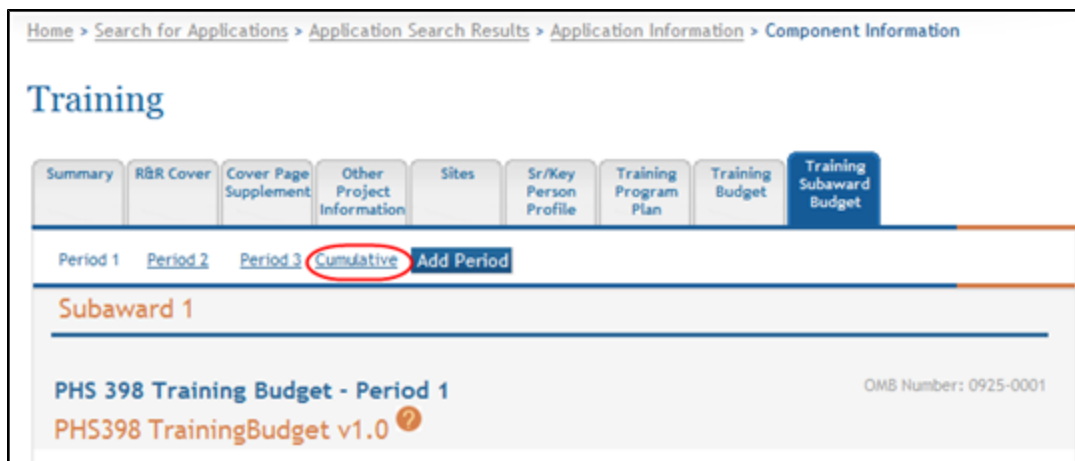 Home > Search for Applications > Application Search Results > Application Information > Component Information
Training
Summary
R&R Cover
Cover Page
Supplement
Other
Project
Information
Sites
Sr/Key
Person
Profile
Training
Program
Plan
Training
Budget
Training
Subaward
Budget
Period 1 Period 2 Period 3 Cumulative Add Period
Subaward 1
PHS 398 Training Budget - Period 1
OMB Number: 0925-0001
PHS398 TrainingBudget v1.0 ?